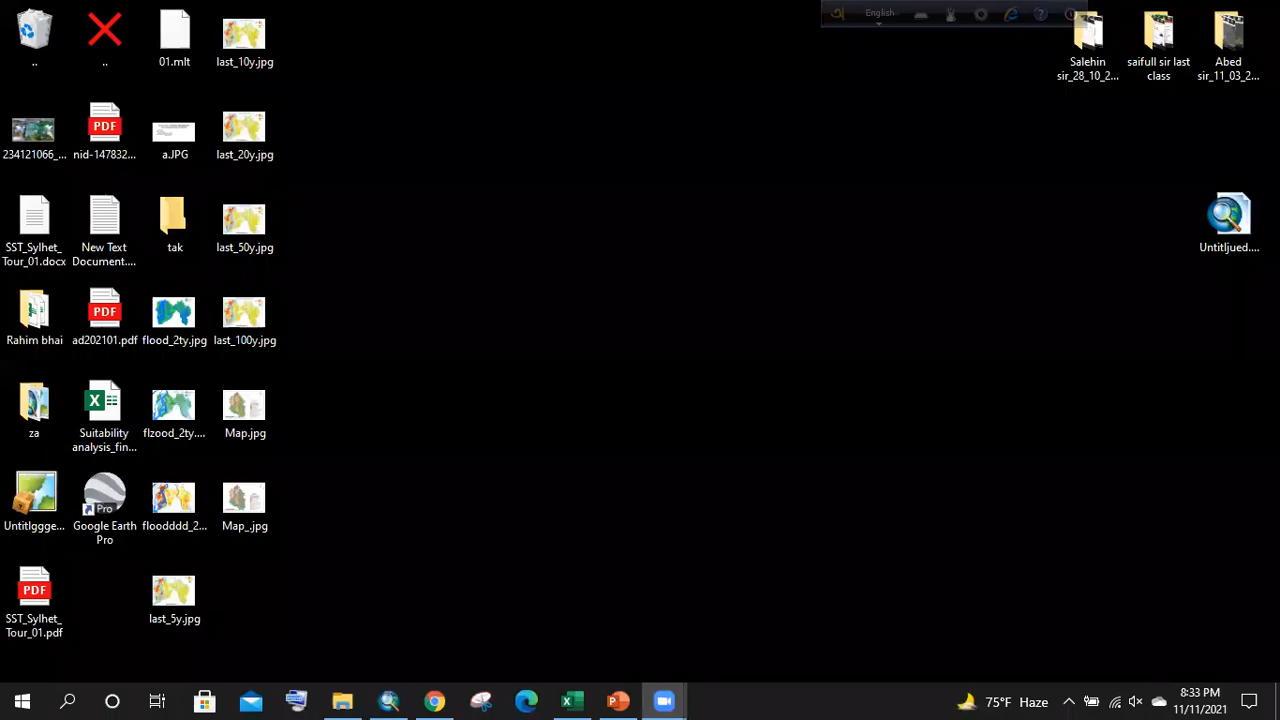 English
..
..
01.mlt
last_10y.jpg
Salehin
sir_28_10_2...
saifull sir last
class
Abed
sir_11_03_2...
234121066_...
PDF
nid-147832...
a.JPG
last_20y.jpg
SST_Sylhet_
Tour_01.docx
New Text
Document....
tak
last_50y.jpg
Untitljued....
Rahim bhai
PDF
ad202101.pdf
flood_2ty.jpg
last_100y.jpg
za
X
Suitability
analysis_fin...
flzood_2ty....
Map.jpg
Untitlggge...
Pro
Google Earth
Pro
floodddd_2...
Map_.jpg
PDF
SST_Sylhet_
Tour_01.pdf
last_5y.jpg
75°F Haze
8:33 PM
11/11/2021